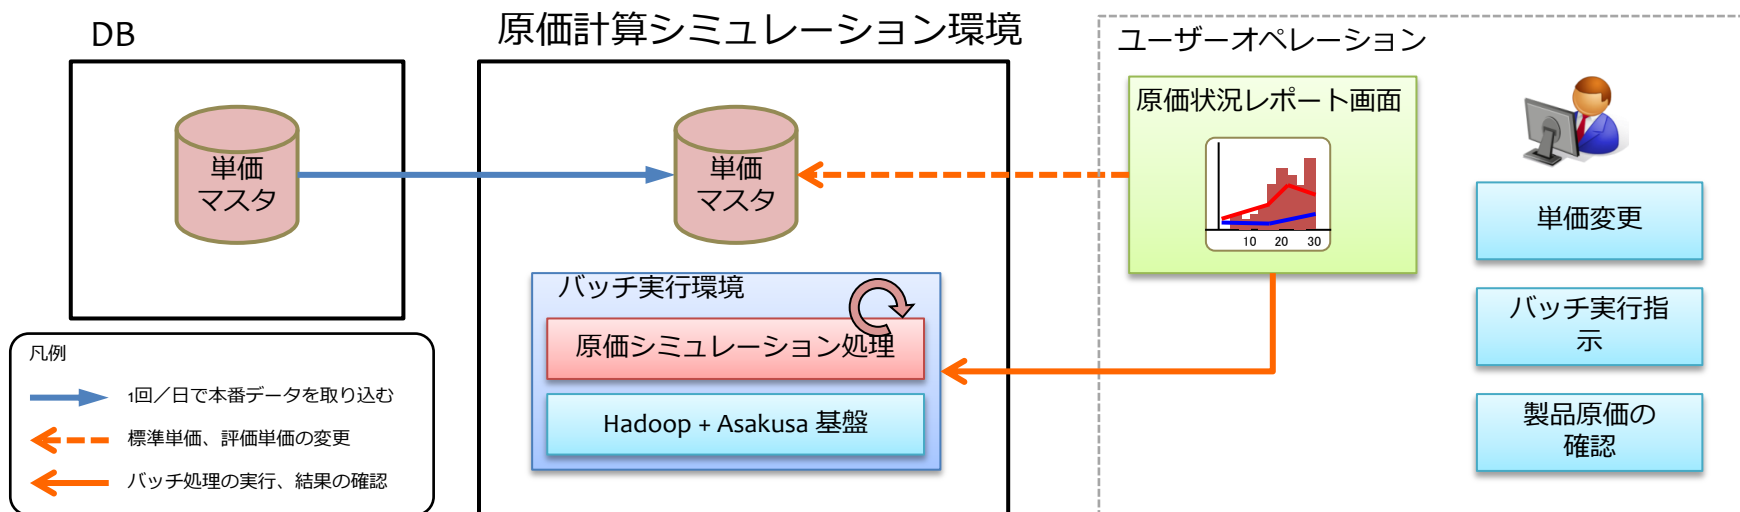 DB
原価計算シミュレーション環境
ユーザーオペレーション
単価
マスタ
単価
マスタ
原価状況レポート画面
10 20 30
単価変更
バッチ実行指
示
製品原価の
確認
バッチ実行環境
原価シミュレーション処理
Hadoop + Asakusa 基盤
凡例
1回／日で本番データを取り込む
標準単価、評価単価の変更
バッチ処理の実行、結果の確認